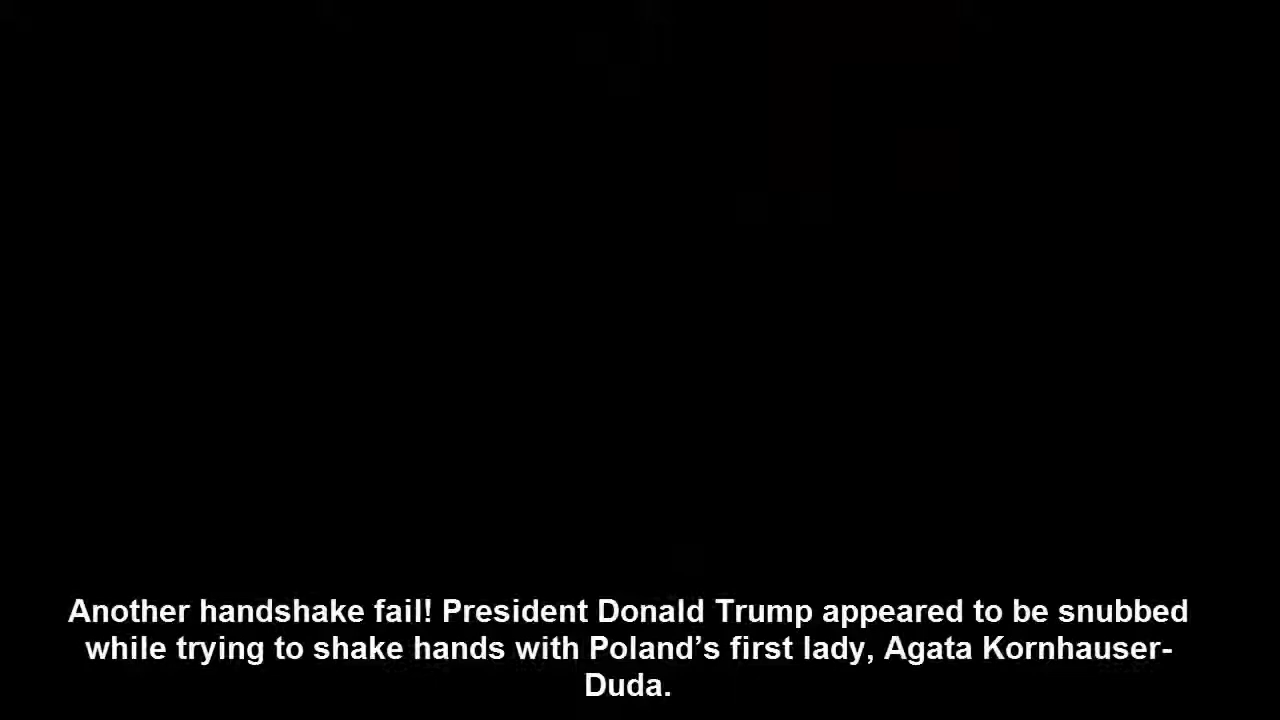 Another handshake fail! President Donald Trump appeared to be snubbed
while trying to shake hands with Poland’s first lady, Agata Kornhauser-
Duda.